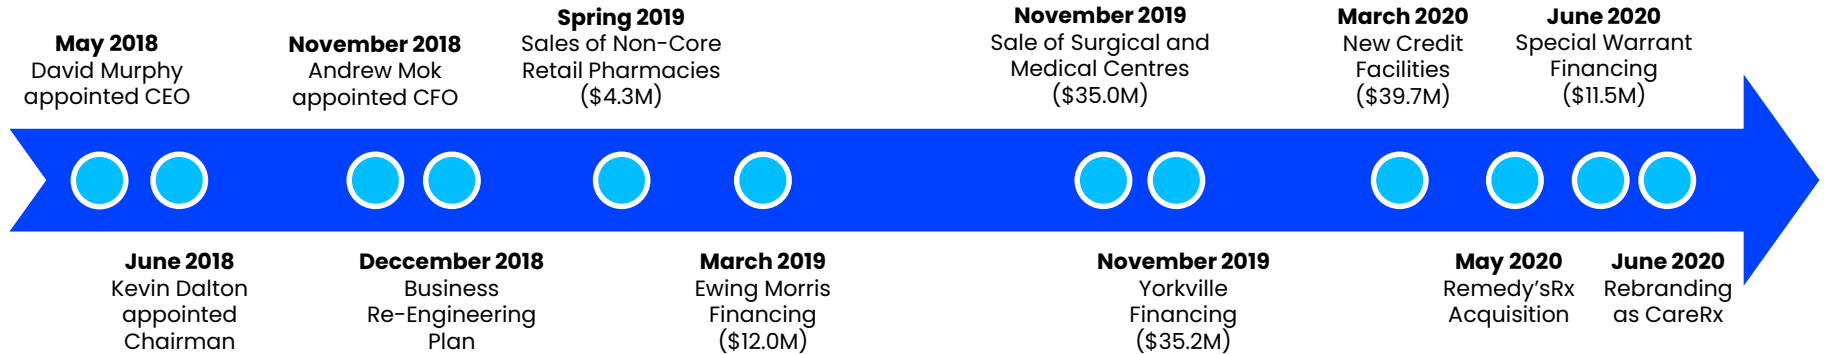 May 2018
David Murphy
appointed CEO
November 2018
Andrew Mok
appointed CFO
Spring 2019
Sales of Non-Core
Retail Pharmacies
($4.3M)
November 2019
Sale of Surgical and
Medical Centres
($35.0M)
March 2020
New Credit
Facilities
($39.7M)
June 2020
Special Warrant
Financing
($11.5M)
June 2018
Kevin Dalton
appointed
Chairman
Deccember 2018
Business
Re-Engineering
Plan
March 2019
Ewing Morris
Financing
($12.0M)
November 2019
Yorkville
Financing
($35.2M)
May 2020
Remedy'sRx
Acquisition
June 2020
Rebranding
as CareRx